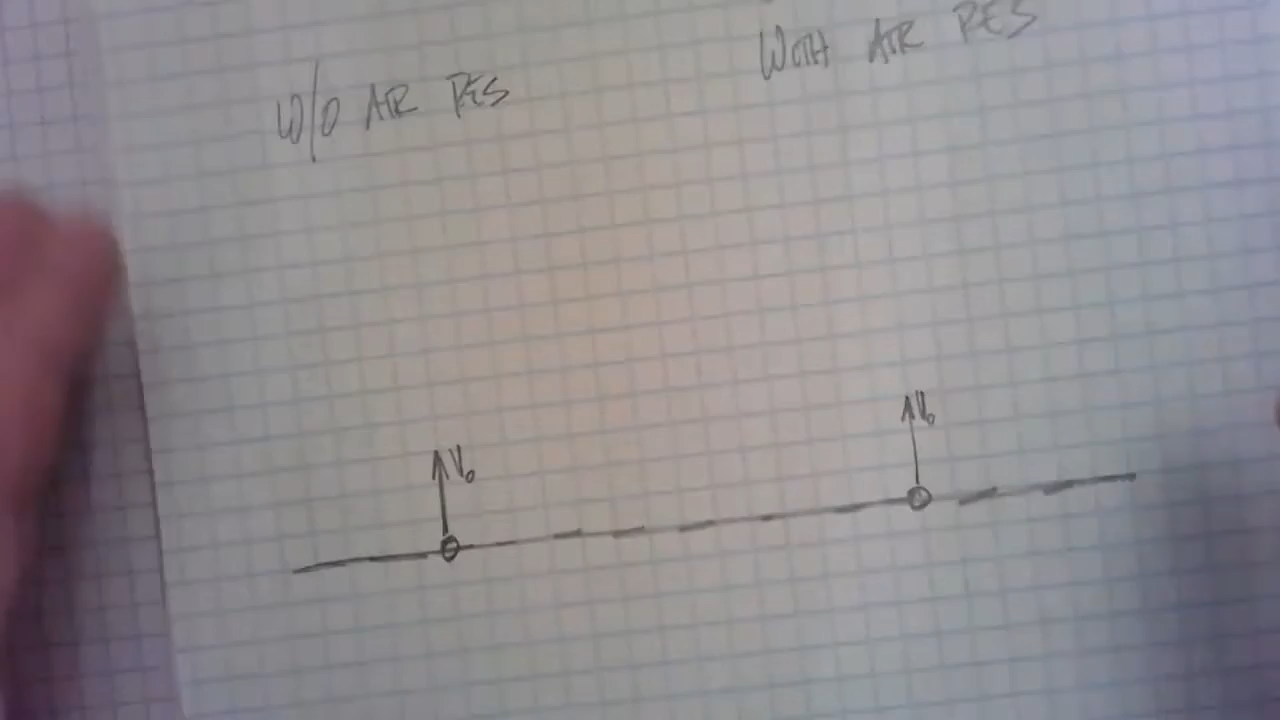 W/O AIR RES
WITH AIR RES
V₀
V₀